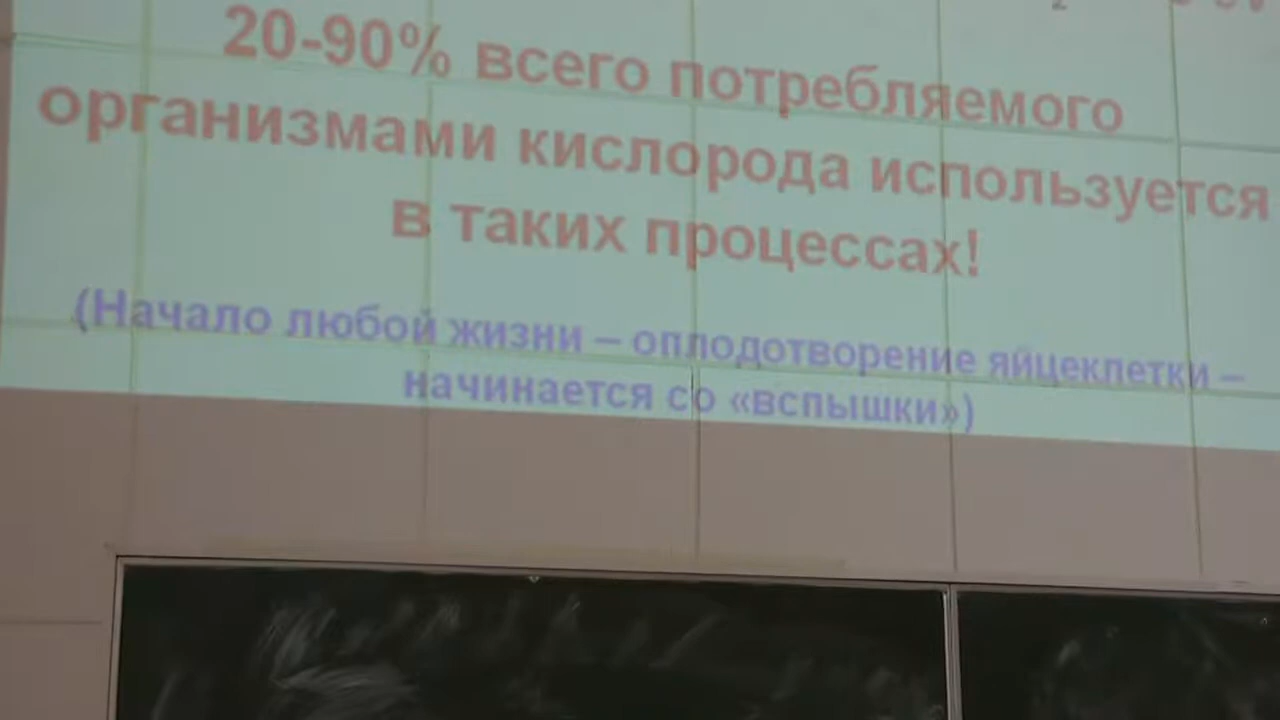 20-90% всего потребляемого
организмами кислорода используется
в таких процессах!
(Начало любой жизни – оплодотворение яйцеклетки –
начинается со «вспышки»)